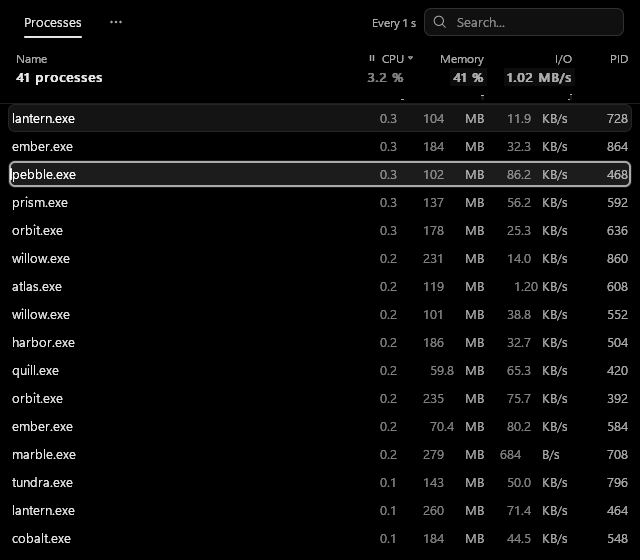 Processes ··· Every 1 s Search...
Name CPU Memory I/O PID
41 processes 3.2 % 41 % 1.02 MB/s
lantern.exe 0.3 104 MB 11.9 KB/s 728
ember.exe 0.3 184 MB 32.3 KB/s 864
pebble.exe 0.3 102 MB 86.2 KB/s 468
prism.exe 0.3 137 MB 56.2 KB/s 592
orbit.exe 0.3 178 MB 25.3 KB/s 636
willow.exe 0.2 231 MB 14.0 KB/s 860
atlas.exe 0.2 119 MB 1.20 KB/s 608
willow.exe 0.2 101 MB 38.8 KB/s 552
harbor.exe 0.2 186 MB 32.7 KB/s 504
quill.exe 0.2 59.8 MB 65.3 KB/s 420
orbit.exe 0.2 235 MB 75.7 KB/s 392
ember.exe 0.2 70.4 MB 80.2 KB/s 584
marble.exe 0.2 279 MB 684 B/s 708
tundra.exe 0.1 143 MB 50.0 KB/s 796
lantern.exe 0.1 260 MB 71.4 KB/s 464
cobalt.exe 0.1 184 MB 44.5 KB/s 548